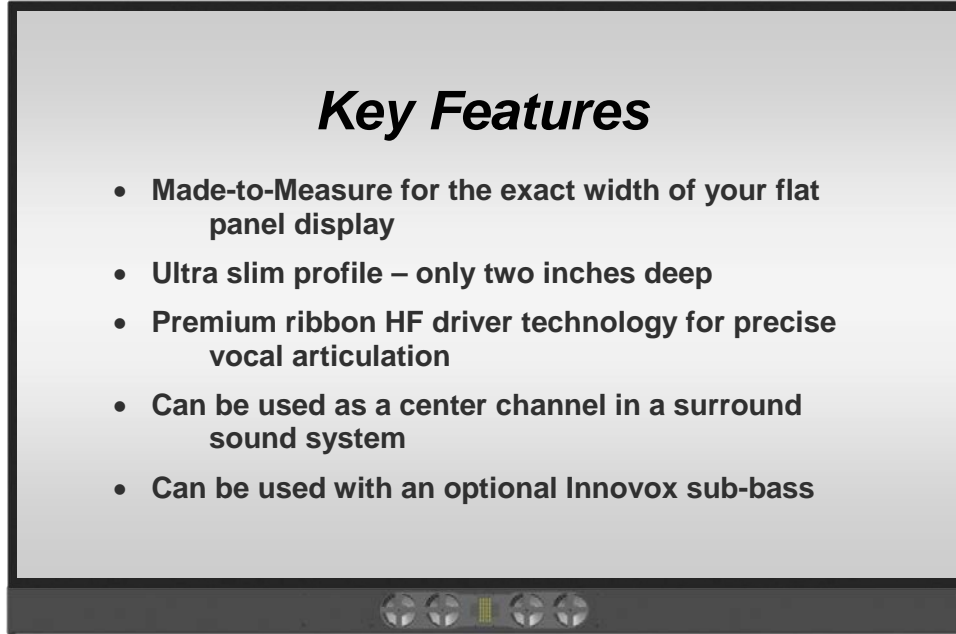 Key Features
• Made-to-Measure for the exact width of your flat
panel display
• Ultra slim profile – only two inches deep
• Premium ribbon HF driver technology for precise
vocal articulation
• Can be used as a center channel in a surround
sound system
• Can be used with an optional Innovox sub-bass